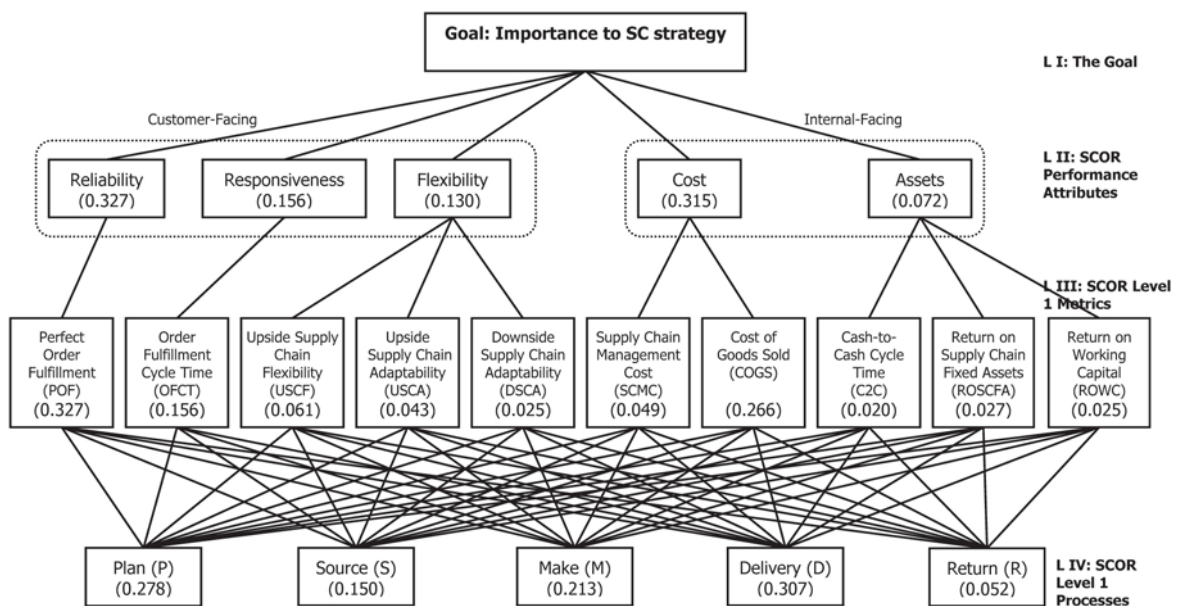 Goal: Importance to SC strategy
L I: The Goal
Customer-Facing
Internal-Facing
L II: SCOR
Performance
Attributes
Reliability
(0.327)
Responsiveness
(0.156)
Flexibility
(0.130)
Cost
(0.315)
Assets
(0.072)
L III: SCOR Level
1 Metrics
Perfect
Order
Fulfillment
(POF)
(0.327)
Order
Fulfillment
Cycle Time
(OFCT)
(0.156)
Upside Supply
Chain
Flexibility
(USCF)
(0.061)
Upside
Supply Chain
Adaptability
(USCA)
(0.043)
Downside
Supply Chain
Adaptability
(DSCA)
(0.025)
Supply Chain
Management
Cost
(SCMC)
(0.049)
Cost of
Goods Sold
(COGS)
(0.266)
Cash-to-
Cash Cycle
Time
(C2C)
(0.020)
Return on
Supply Chain
Fixed Assets
(ROSCFA)
(0.027)
Return on
Working
Capital
(ROWC)
(0.025)
Plan (P)
(0.278)
Source (S)
(0.150)
Make (M)
(0.213)
Delivery (D)
(0.307)
Return (R)
(0.052)
L IV: SCOR
Level 1
Processes